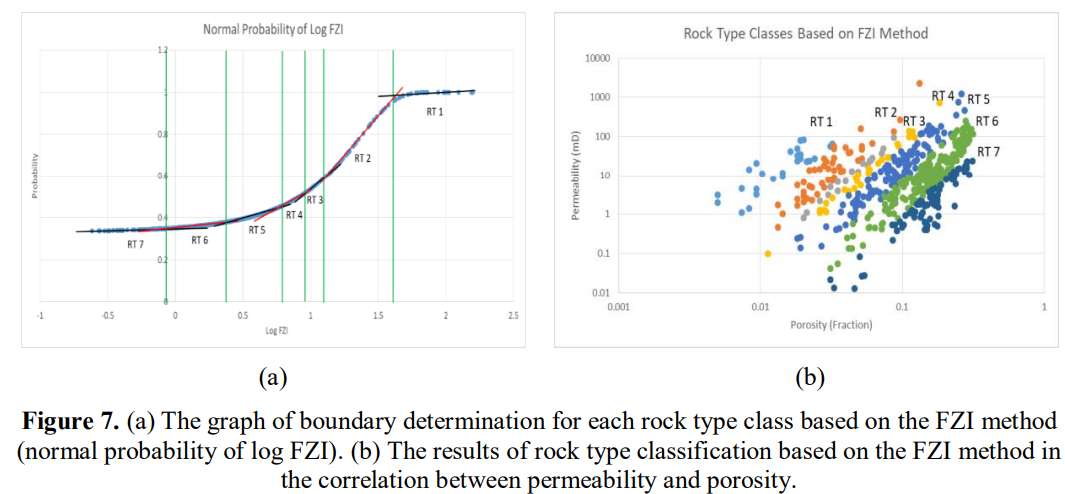 Normal Probability of Log FZI
1.2
1
0.8
0.6
0.4
0.2
0
-1
-0.5
0
0.5
1
1.5
2
2.5
Probability
Log FZI
RT 1
RT 2
RT 3
RT 4
RT 5
RT 6
RT 7
Rock Type Classes Based on FZI Method
10000
1000
100
10
1
0.1
0.01
0.001
0.01
0.1
1
Permeability (mD)
Porosity (Fraction)
RT 1
RT 2
RT 3
RT 4
RT 5
RT 6
RT 7
(a)
(b)
Figure 7. (a) The graph of boundary determination for each rock type class based on the FZI method
(normal probability of log FZI). (b) The results of rock type classification based on the FZI method in
the correlation between permeability and porosity.